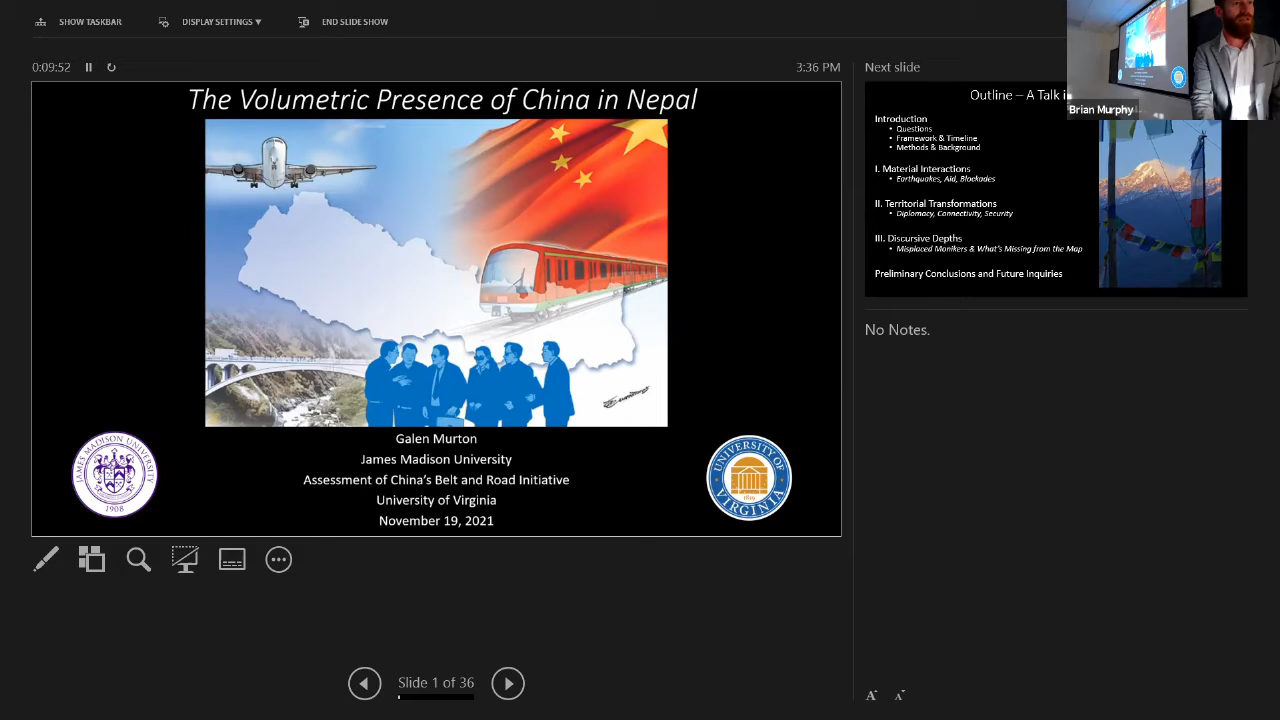 SHOW TASKBAR
DISPLAY SETTINGS ▼
END SLIDE SHOW
0:09:52
3:36 PM
The Volumetric Presence of China in Nepal
Galen Murton
James Madison University
Assessment of China's Belt and Road Initiative
University of Virginia
November 19, 2021
JAMES MADISON UNIVERSITY
1908
UNIVERSITY OF VIRGINIA
1819
Slide 1 of 36
Next slide
Outline – A Talk i
Introduction
• Questions
• Framework & Timeline
• Methods & Background
I. Material Interactions
• Earthquakes, Aid, Blockades
II. Territorial Transformations
• Diplomacy, Connectivity, Security
III. Discursive Depths
• Misplaced Monikers & What's Missing from the Map
Preliminary Conclusions and Future Inquiries
Brian Murphy
No Notes.
A A